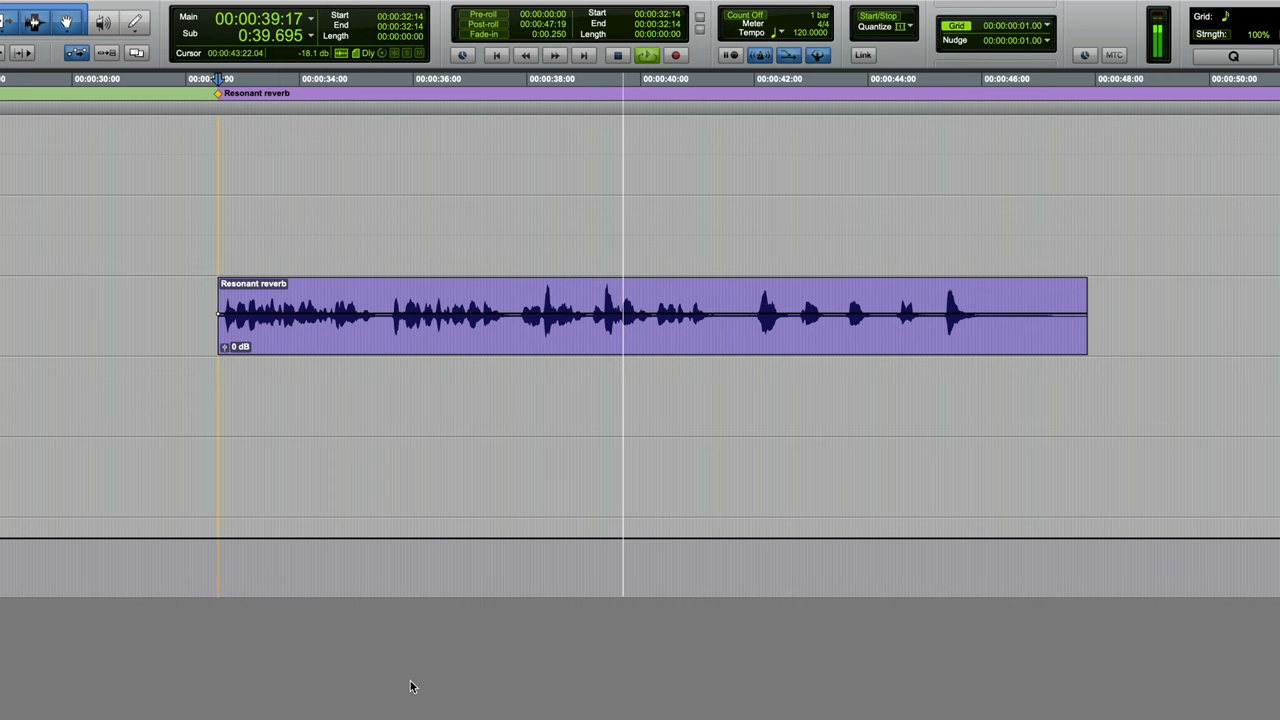 Main 00:00:39:17
Sub 0:39.695
Start 00:00:32:14
End 00:00:32:14
Length 00:00:00:00
Cursor 00:00:43:22.04 -18.1 db Dly S M
Pre-roll 00:00:00:00
Post-roll 00:00:47:19
Fade-in 0:00.250
Start 00:00:32:14
End 00:00:32:14
Length 00:00:00:00
Count Off 1 bar
Meter 4/4
Tempo 120.0000
Start/Stop
Quantize
Link
Grid 00:00:00:01.00
Nudge 00:00:00:01.00
MTC
Grid:
Strngth: 100%
Q
00:00:30:00 00:00:34:00 00:00:36:00 00:00:38:00 00:00:40:00 00:00:42:00 00:00:44:00 00:00:46:00 00:00:48:00 00:00:50:00
Resonant reverb
Resonant reverb
0 dB